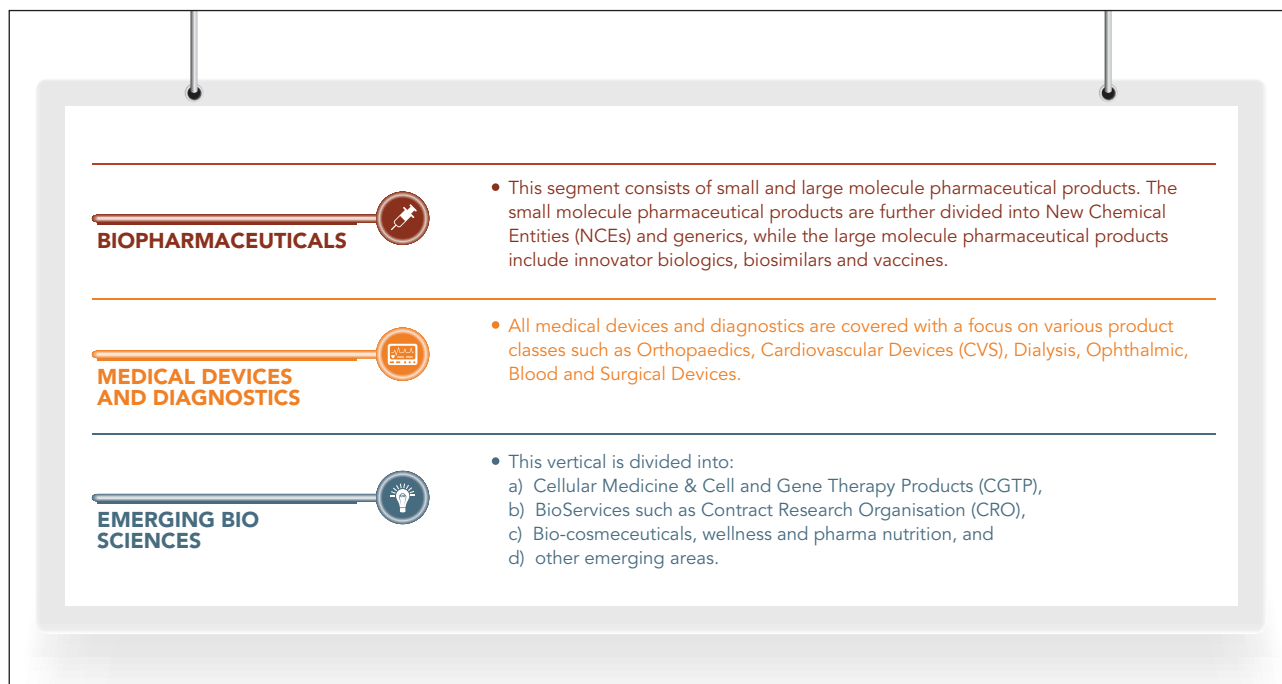 BIOPHARMACEUTICALS
• This segment consists of small and large molecule pharmaceutical products. The
small molecule pharmaceutical products are further divided into New Chemical
Entities (NCEs) and generics, while the large molecule pharmaceutical products
include innovator biologics, biosimilars and vaccines.
MEDICAL DEVICES
AND DIAGNOSTICS
• All medical devices and diagnostics are covered with a focus on various product
classes such as Orthopaedics, Cardiovascular Devices (CVS), Dialysis, Ophthalmic,
Blood and Surgical Devices.
EMERGING BIO
SCIENCES
• This vertical is divided into:
a) Cellular Medicine & Cell and Gene Therapy Products (CGTP),
b) BioServices such as Contract Research Organisation (CRO),
c) Bio-cosmeceuticals, wellness and pharma nutrition, and
d) other emerging areas.